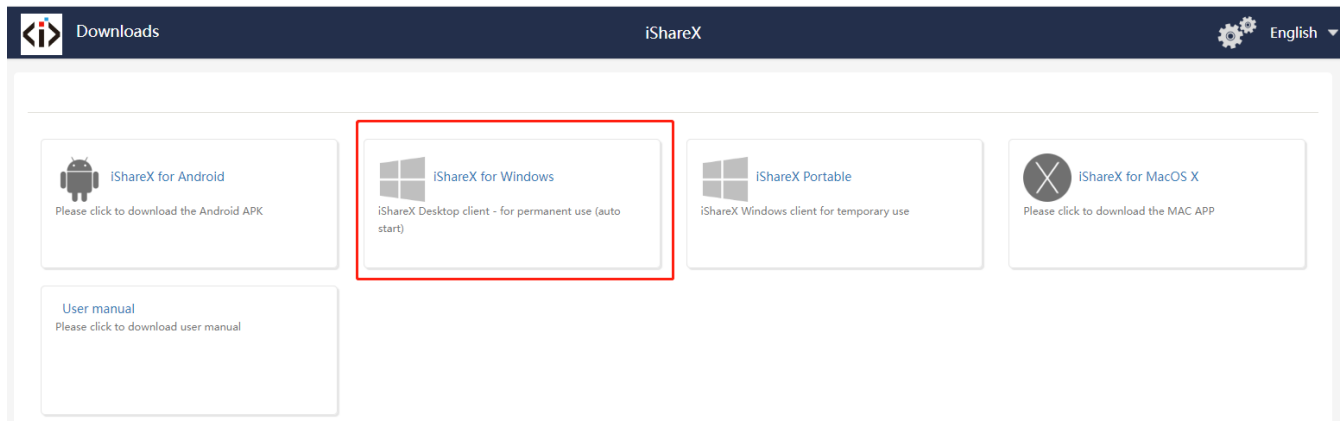 <i> Downloads iShareX English
iShareX for Android
Please click to download the Android APK
iShareX for Windows
iShareX Desktop client - for permanent use (auto
start)
iShareX Portable
iShareX Windows client for temporary use
X iShareX for MacOS X
Please click to download the MAC APP
User manual
Please click to download user manual